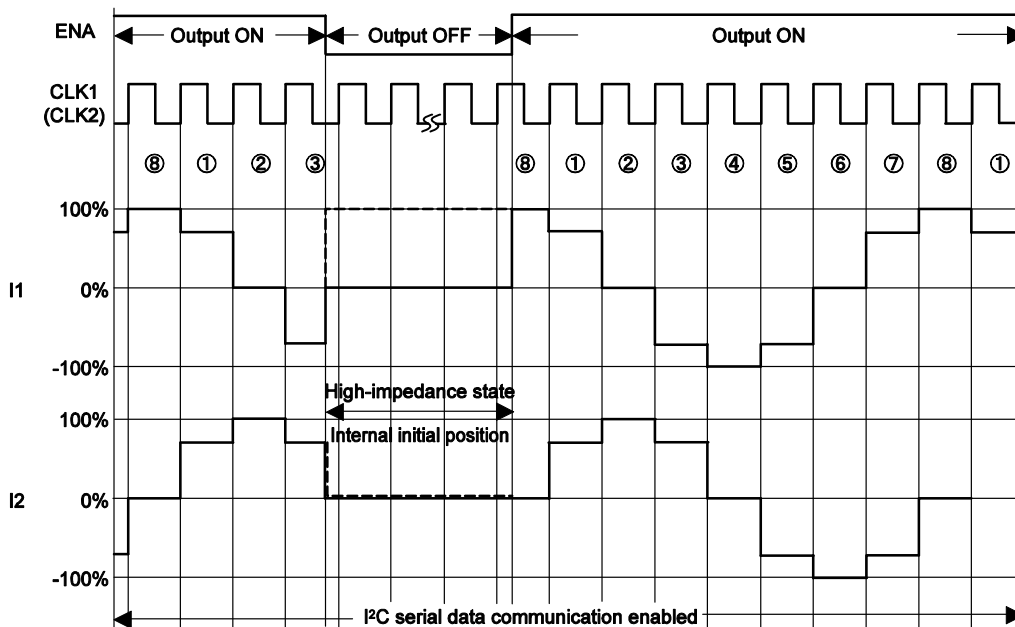 ENA
Output ON
Output OFF
Output ON
CLK1
(CLK2)
⑧ ① ② ③ ⑧ ① ② ③ ④ ⑤ ⑥ ⑦ ⑧ ①
100%
I1 0%
-100%
High-impedance state
100%
Internal initial position
I2 0%
-100%
I²C serial data communication enabled